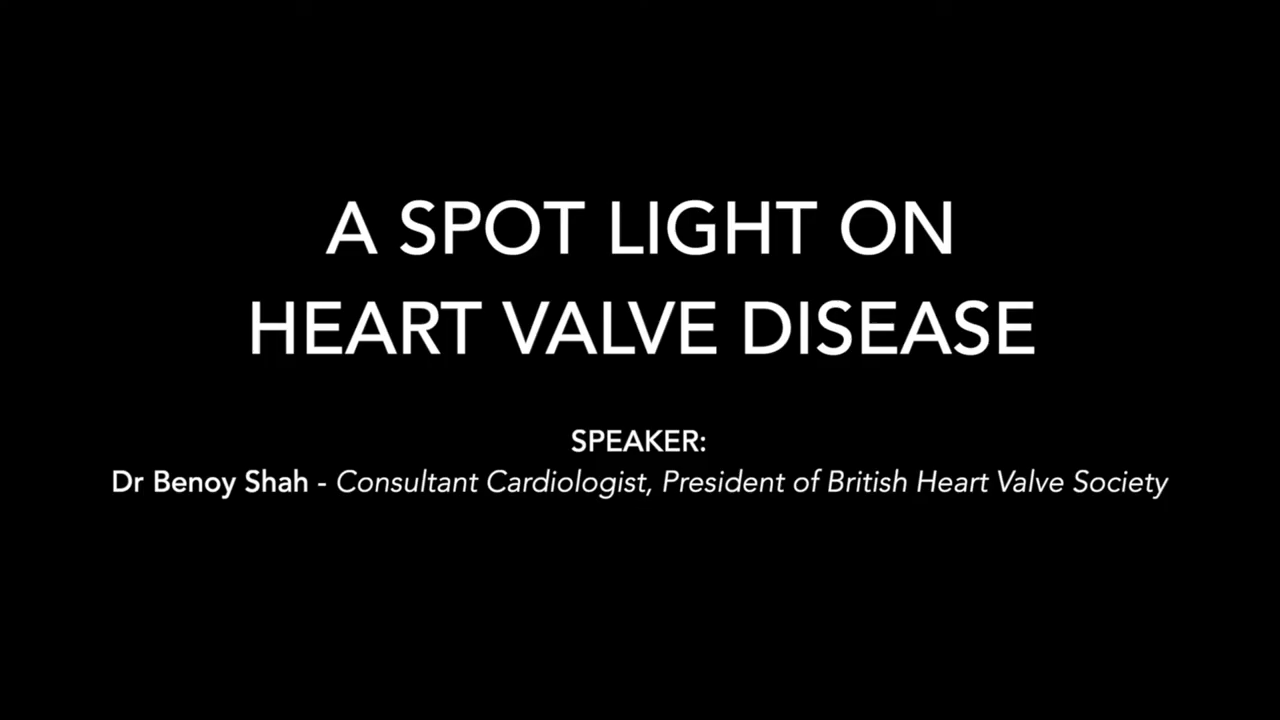 A SPOT LIGHT ON
HEART VALVE DISEASE
SPEAKER:
Dr Benoy Shah - Consultant Cardiologist, President of British Heart Valve Society